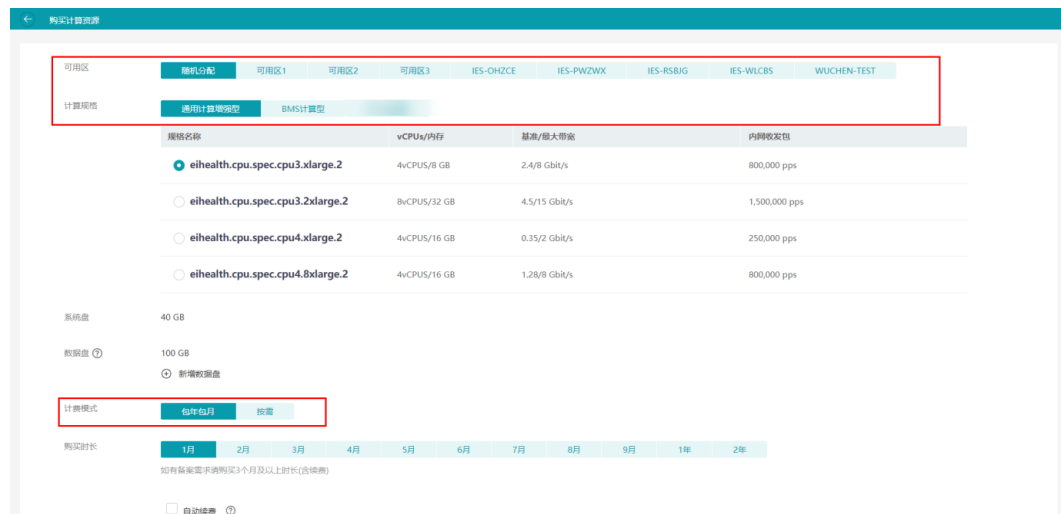 购买计算资源
可用区 随机分配 可用区1 可用区2 可用区3 IES-OHZCE IES-PWZWX IES-RSBJG IES-WLCBS WUCHEN-TEST
计算规格 通用计算增强型 BMS计算型
规格名称 vCPUs/内存 基准/最大带宽 内网收发包
eihealth.cpu.spec.cpu3.xlarge.2 4vCPUS/8 GB 2.4/8 Gbit/s 800,000 pps
eihealth.cpu.spec.cpu3.2xlarge.2 8vCPUS/32 GB 4.5/15 Gbit/s 1,500,000 pps
eihealth.cpu.spec.cpu4.xlarge.2 4vCPUS/16 GB 0.35/2 Gbit/s 250,000 pps
eihealth.cpu.spec.cpu4.8xlarge.2 4vCPUS/16 GB 1.28/8 Gbit/s 800,000 pps
系统盘 40 GB
数据盘 ? 100 GB
新增数据盘
计费模式 包年包月 按需
购买时长 1月 2月 3月 4月 5月 6月 7月 8月 9月 1年 2年
如有备案需求请购买3个月及以上时长(含续费)
自动续费 ?